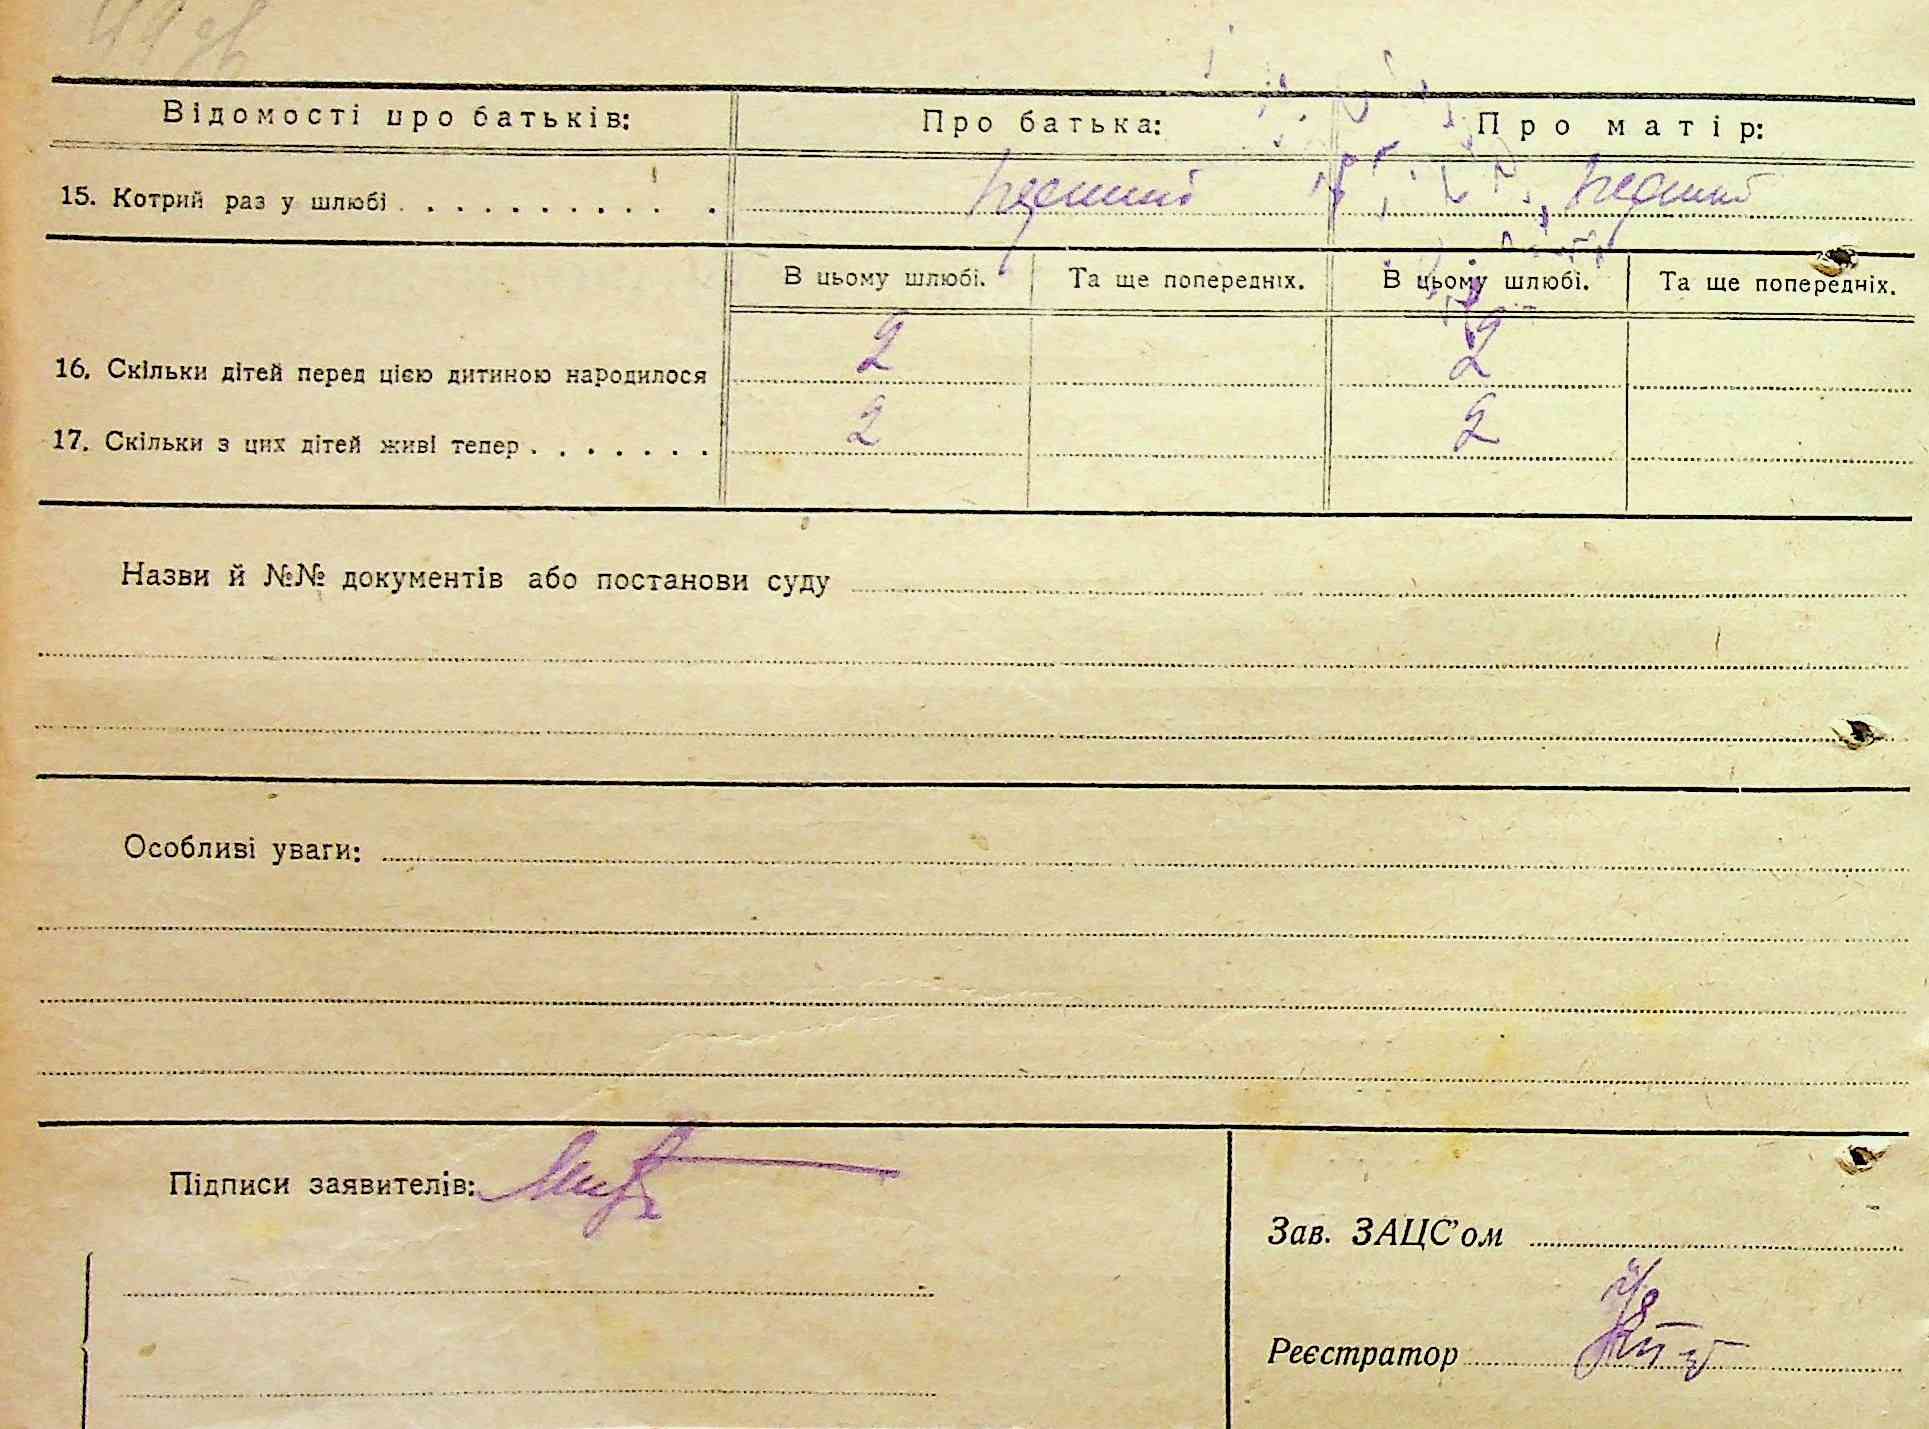 Відомості про батьків: Про батька: Про матір:
15. Котрий раз у шлюбі . . . . . . . . . . . перший перший
В цьому шлюбі. Та ще попередніх. В цьому шлюбі. Та ще попередніх.
16. Скільки дітей перед цією дитиною народилося 2 2
17. Скільки з цих дітей живі тепер . . . . . . . 2 2
Назви й №№ документів або постанови суду
Особливі уваги:
Підписи заявителів:
Зав. ЗАЦС’ом
Реєстратор